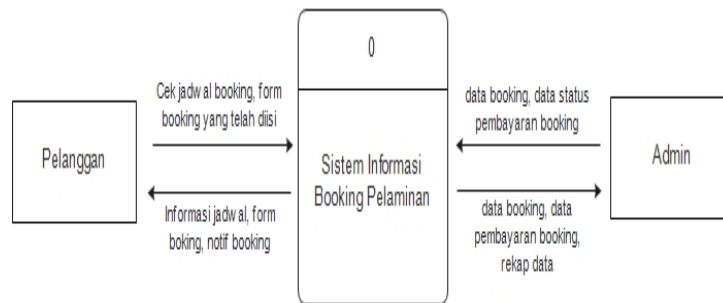 0
Cek jadwal booking, form
booking yang telah diisi
data booking, data status
pembayaran booking
Pelanggan
Sistem Informasi
Booking Pelaminan
Admin
Informasi jadwal, form
boking, notif booking
data booking, data
pembayaran booking,
rekap data